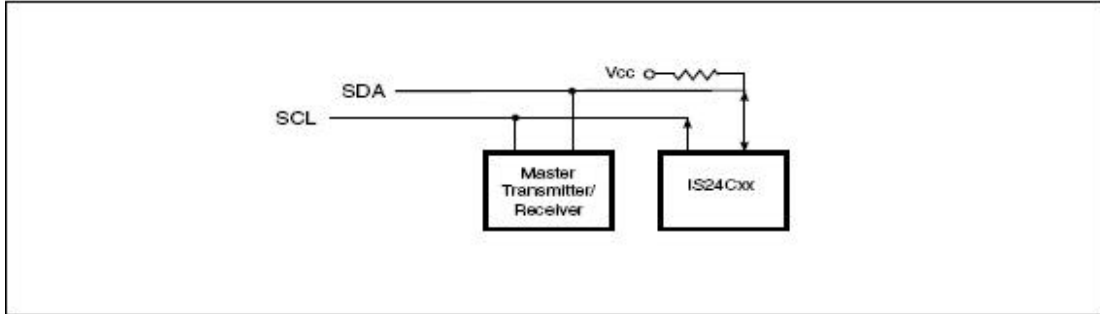 Vcc
SDA
SCL
Master
Transmitter/
Receiver
IS24Cxx